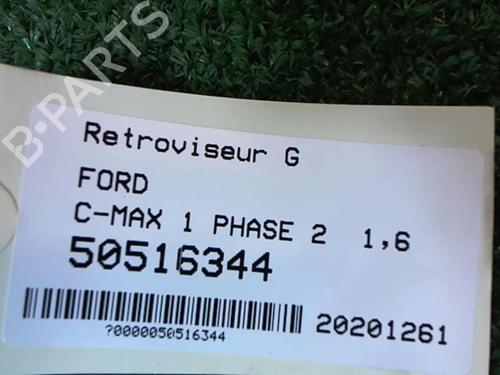 B-PARTS
Retroviseur G
FORD
C-MAX 1 PHASE 2 1,6
50516344
?0000050516344
20201261